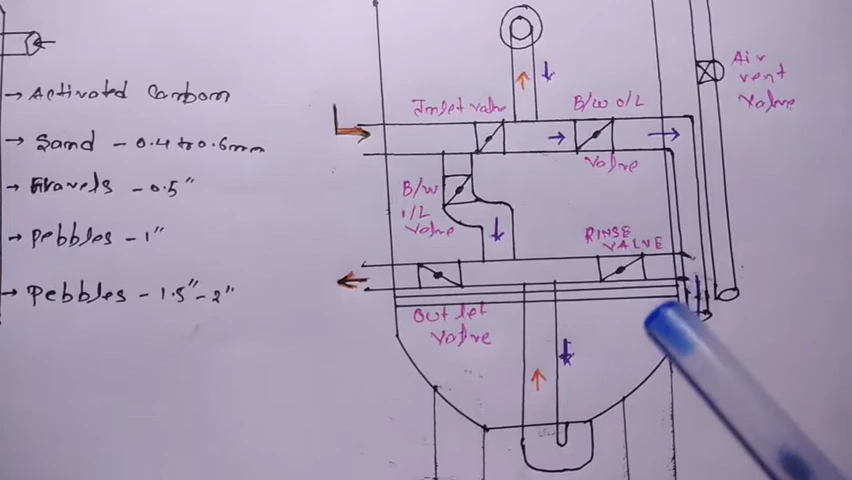 → Activated Carbon
→ Sand - 0.4 to 0.6mm
→ Gravels - 0.5"
→ Pebbles - 1"
→ Pebbles - 1.5" - 2"
Air
vent
Valve
Inlet valve
B/W O/L
Valve
B/W
I/L
Valve
RINSE
VALVE
Outlet
Valve